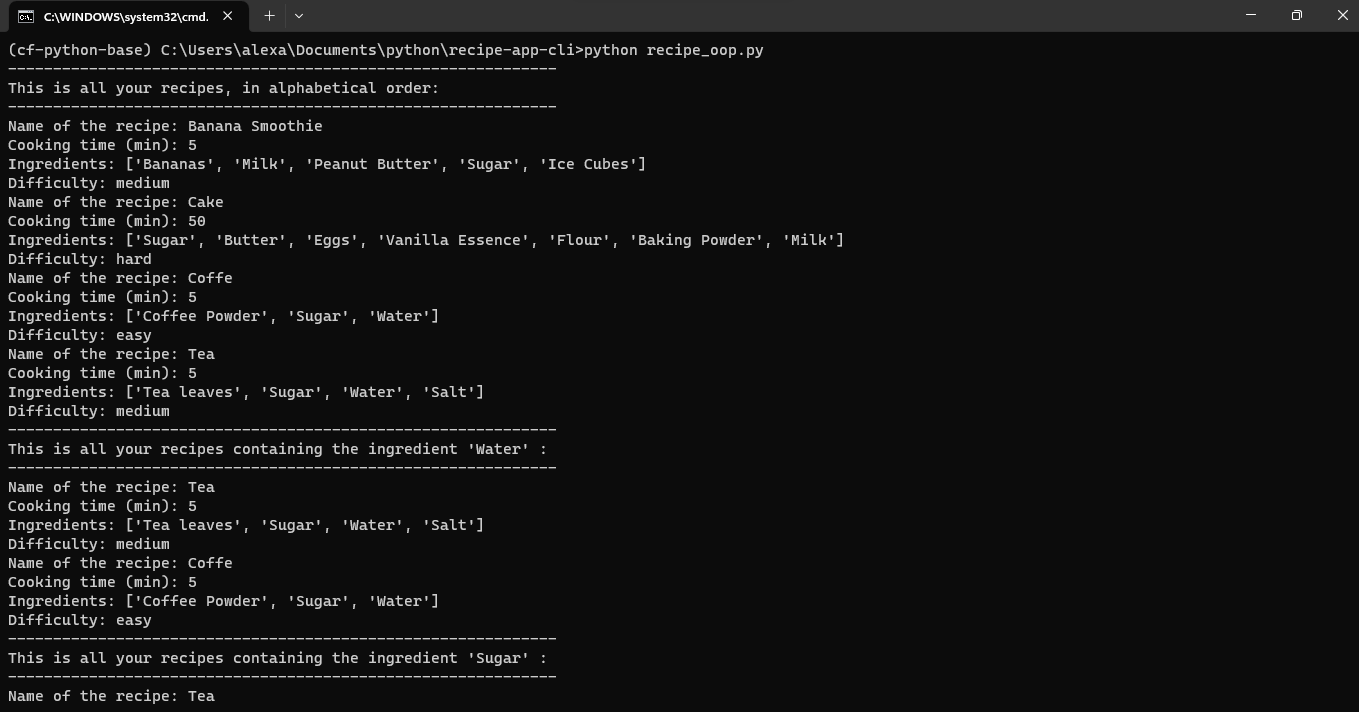 C:\WINDOWS\system32\cmd.
(cf-python-base) C:\Users\alexa\Documents\python\recipe-app-cli>python recipe_oop.py
-------------------------------------------------------------
This is all your recipes, in alphabetical order:
-------------------------------------------------------------
Name of the recipe: Banana Smoothie
Cooking time (min): 5
Ingredients: ['Bananas', 'Milk', 'Peanut Butter', 'Sugar', 'Ice Cubes']
Difficulty: medium
Name of the recipe: Cake
Cooking time (min): 50
Ingredients: ['Sugar', 'Butter', 'Eggs', 'Vanilla Essence', 'Flour', 'Baking Powder', 'Milk']
Difficulty: hard
Name of the recipe: Coffe
Cooking time (min): 5
Ingredients: ['Coffee Powder', 'Sugar', 'Water']
Difficulty: easy
Name of the recipe: Tea
Cooking time (min): 5
Ingredients: ['Tea leaves', 'Sugar', 'Water', 'Salt']
Difficulty: medium
-------------------------------------------------------------
This is all your recipes containing the ingredient 'Water' :
-------------------------------------------------------------
Name of the recipe: Tea
Cooking time (min): 5
Ingredients: ['Tea leaves', 'Sugar', 'Water', 'Salt']
Difficulty: medium
Name of the recipe: Coffe
Cooking time (min): 5
Ingredients: ['Coffee Powder', 'Sugar', 'Water']
Difficulty: easy
-------------------------------------------------------------
This is all your recipes containing the ingredient 'Sugar' :
-------------------------------------------------------------
Name of the recipe: Tea